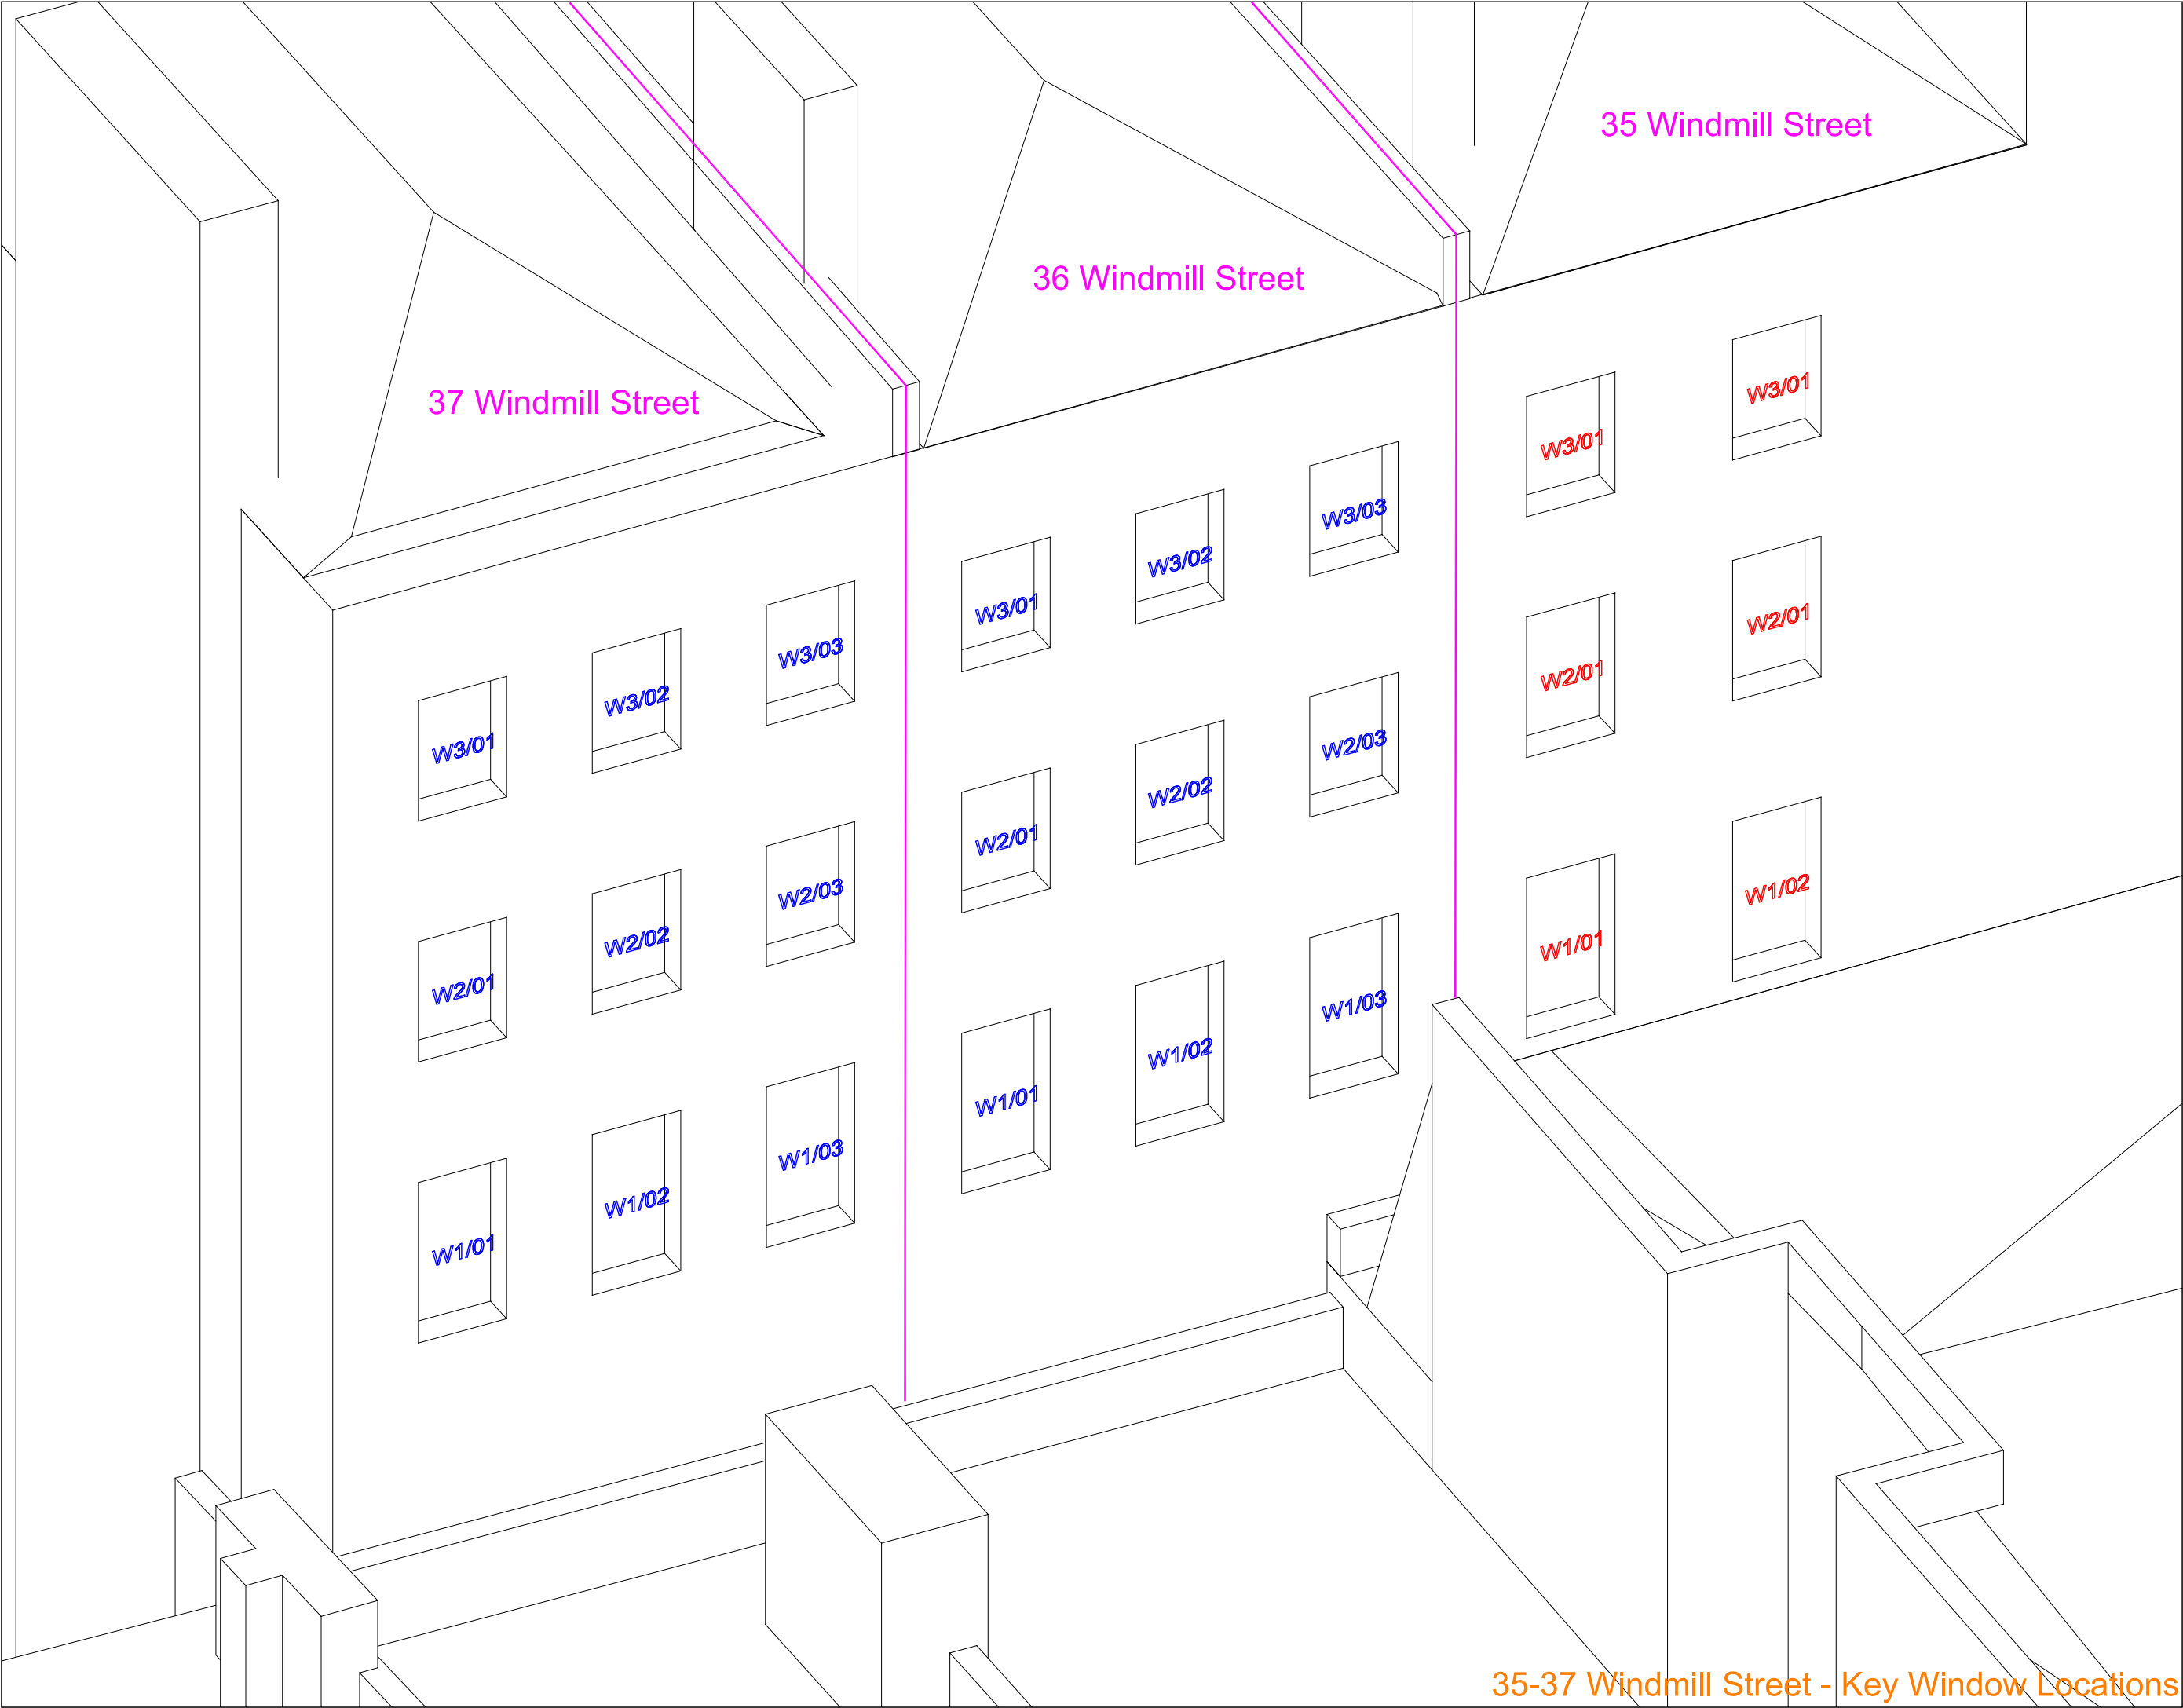 35 Windmill Street
36 Windmill Street
37 Windmill Street
W3/01
W3/01
W3/03
W3/02
W3/01
W3/03
W3/02
W3/01
W2/01
W2/01
W2/03
W2/02
W2/01
W2/03
W2/02
W2/01
W1/02
W1/01
W1/03
W1/02
W1/01
W1/03
W1/02
W1/01
35-37 Windmill Street - Key Window Locations